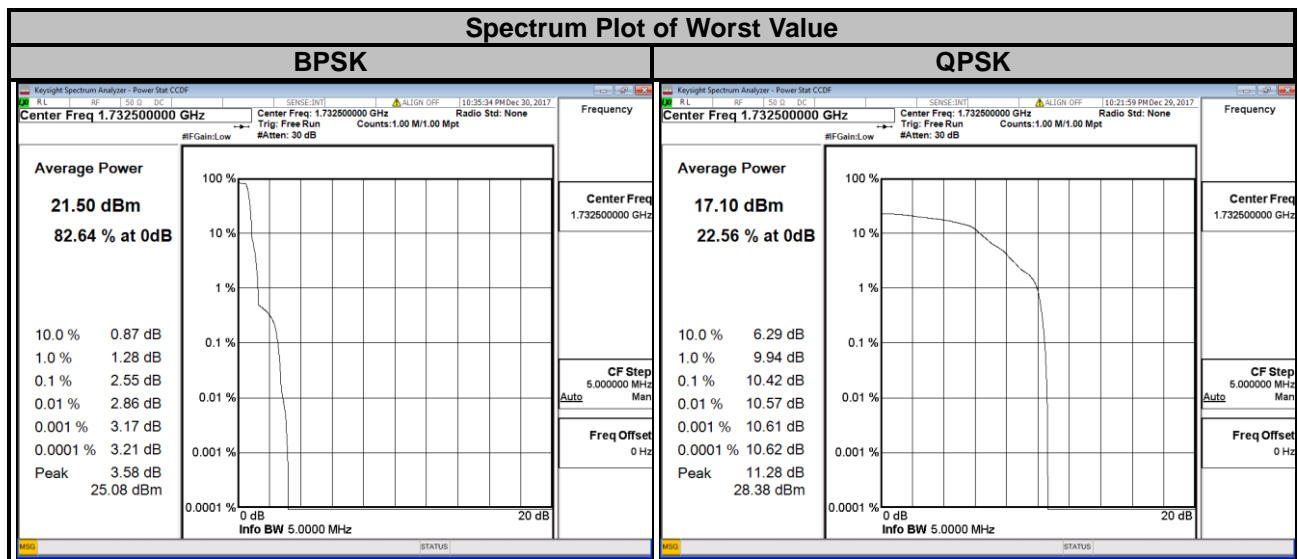 Spectrum Plot of Worst Value
BPSK
Keysight Spectrum Analyzer - Power Stat CCDF
RL RF 50 Ω DC SENSE:INT ALIGN OFF 10:35:34 PM Dec 30, 2017
Center Freq 1.732500000 GHz
Center Freq: 1.732500000 GHz Radio Std: None
Trig: Free Run Counts:1.00 M/1.00 Mpt
#IFGain:Low #Atten: 30 dB
Average Power
21.50 dBm
82.64 % at 0dB
10.0 % 0.87 dB
1.0 % 1.28 dB
0.1 % 2.55 dB
0.01 % 2.86 dB
0.001 % 3.17 dB
0.0001 % 3.21 dB
Peak 3.58 dB
25.08 dBm
100 %
10 %
1 %
0.1 %
0.01 %
0.001 %
0.0001 %
0 dB 20 dB
Info BW 5.0000 MHz
Frequency
Center Freq
1.732500000 GHz
CF Step
5.000000 MHz
Auto Man
Freq Offset
0 Hz
MSG STATUS
QPSK
Keysight Spectrum Analyzer - Power Stat CCDF
RL RF 50 Ω DC SENSE:INT ALIGN OFF 10:21:59 PM Dec 29, 2017
Center Freq 1.732500000 GHz
Center Freq: 1.732500000 GHz Radio Std: None
Trig: Free Run Counts:1.00 M/1.00 Mpt
#IFGain:Low #Atten: 30 dB
Average Power
17.10 dBm
22.56 % at 0dB
10.0 % 6.29 dB
1.0 % 9.94 dB
0.1 % 10.42 dB
0.01 % 10.57 dB
0.001 % 10.61 dB
0.0001 % 10.62 dB
Peak 11.28 dB
28.38 dBm
100 %
10 %
1 %
0.1 %
0.01 %
0.001 %
0.0001 %
0 dB 20 dB
Info BW 5.0000 MHz
Frequency
Center Freq
1.732500000 GHz
CF Step
5.000000 MHz
Auto Man
Freq Offset
0 Hz
MSG STATUS